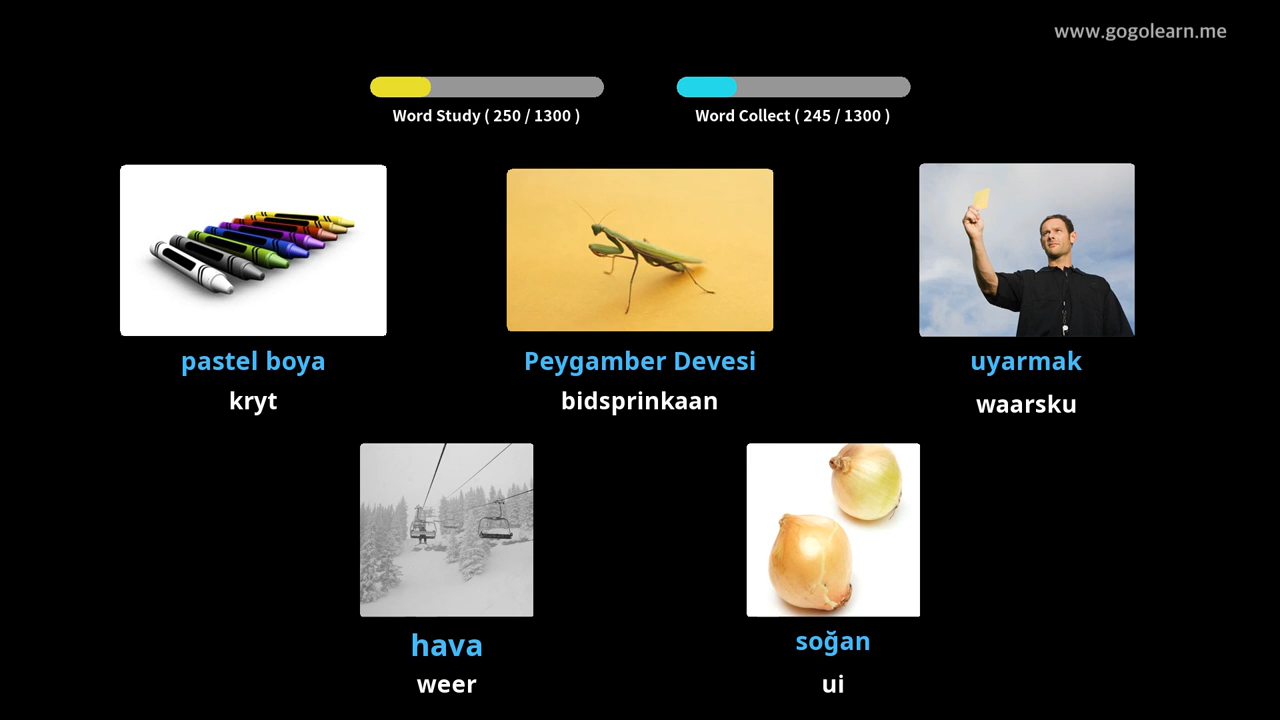 www.gogolearn.me
Word Study ( 250 / 1300 )
Word Collect ( 245 / 1300 )
pastel boya
kryt
Peygamber Devesi
bidsprinkaan
uyarmak
waarsku
hava
weer
soğan
ui